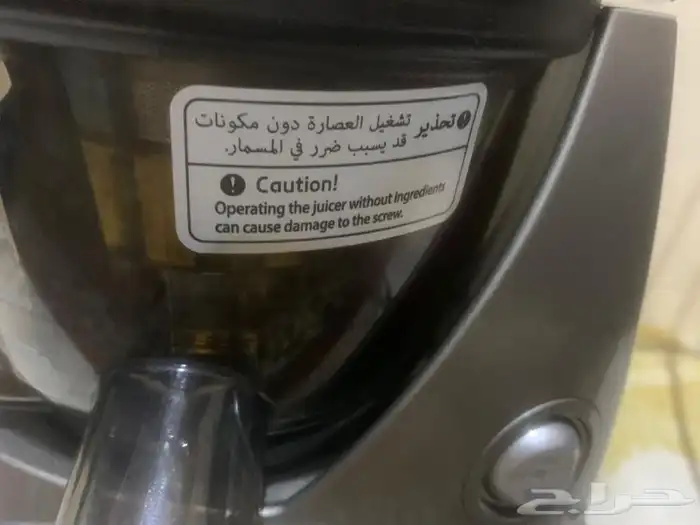 تحذير تشغيل العصارة دون مكونات
قد يسبب ضرر في المسمار.
Caution!
Operating the juicer without ingredients
can cause damage to the screw.
حراج